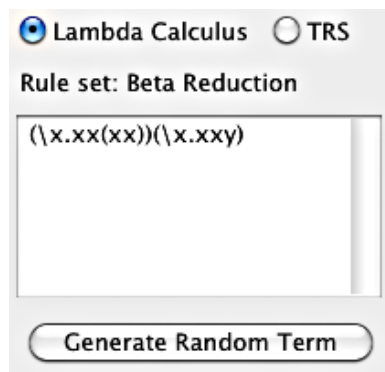 Lambda Calculus TRS
Rule set: Beta Reduction
(\x.xx(xx))(\x.xxy)
Generate Random Term